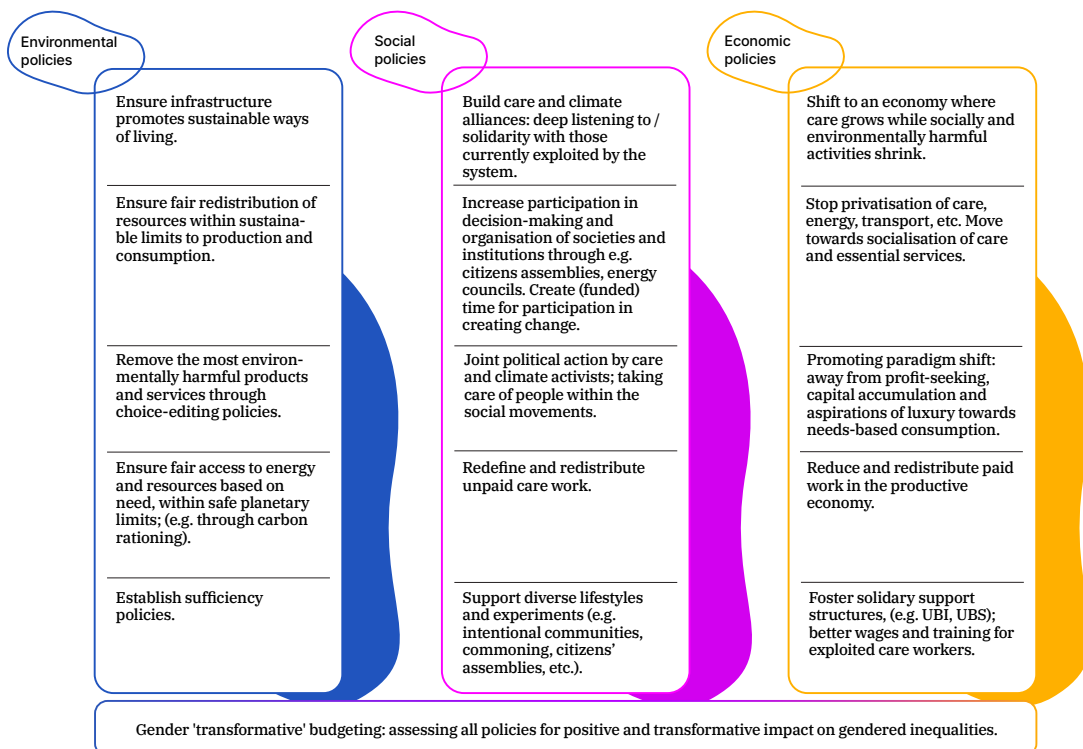 Environmental
policies
Ensure infrastructure
promotes sustainable ways
of living.
Ensure fair redistribution of
resources within sustaina-
ble limits to production and
consumption.
Remove the most environ-
mentally harmful products
and services through
choice-editing policies.
Ensure fair access to energy
and resources based on
need, within safe planetary
limits; (e.g. through carbon
rationing).
Establish sufficiency
policies.
Social
policies
Build care and climate
alliances: deep listening to /
solidarity with those
currently exploited by the
system.
Increase participation in
decision-making and
organisation of societies and
institutions through e.g.
citizens assemblies, energy
councils. Create (funded)
time for participation in
creating change.
Joint political action by care
and climate activists; taking
care of people within the
social movements.
Redefine and redistribute
unpaid care work.
Support diverse lifestyles
and experiments (e.g.
intentional communities,
commoning, citizens’
assemblies, etc.).
Economic
policies
Shift to an economy where
care grows while socially and
environmentally harmful
activities shrink.
Stop privatisation of care,
energy, transport, etc. Move
towards socialisation of care
and essential services.
Promoting paradigm shift:
away from profit-seeking,
capital accumulation and
aspirations of luxury towards
needs-based consumption.
Reduce and redistribute paid
work in the productive
economy.
Foster solidary support
structures, (e.g. UBI, UBS);
better wages and training for
exploited care workers.
Gender 'transformative' budgeting: assessing all policies for positive and transformative impact on gendered inequalities.